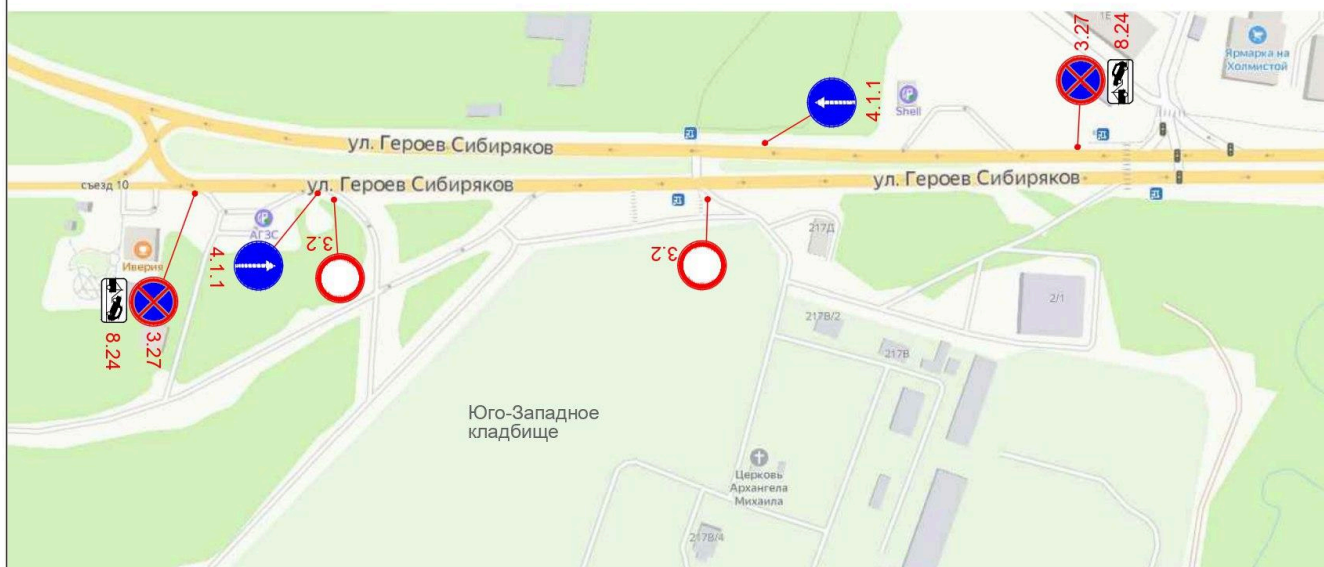 1Е
3.27
8.24
Ярмарка на
Холмистой
4.1.1
Shell
ул. Героев Сибиряков
съезд 10
ул. Героев Сибиряков
ул. Героев Сибиряков
АГЗС
217Д
Иверия
4.1.1
3.2
3.2
8.24
3.27
2/1
217В/2
217В
Юго-Западное
кладбище
Церковь
Архангела
Михаила
217В/4